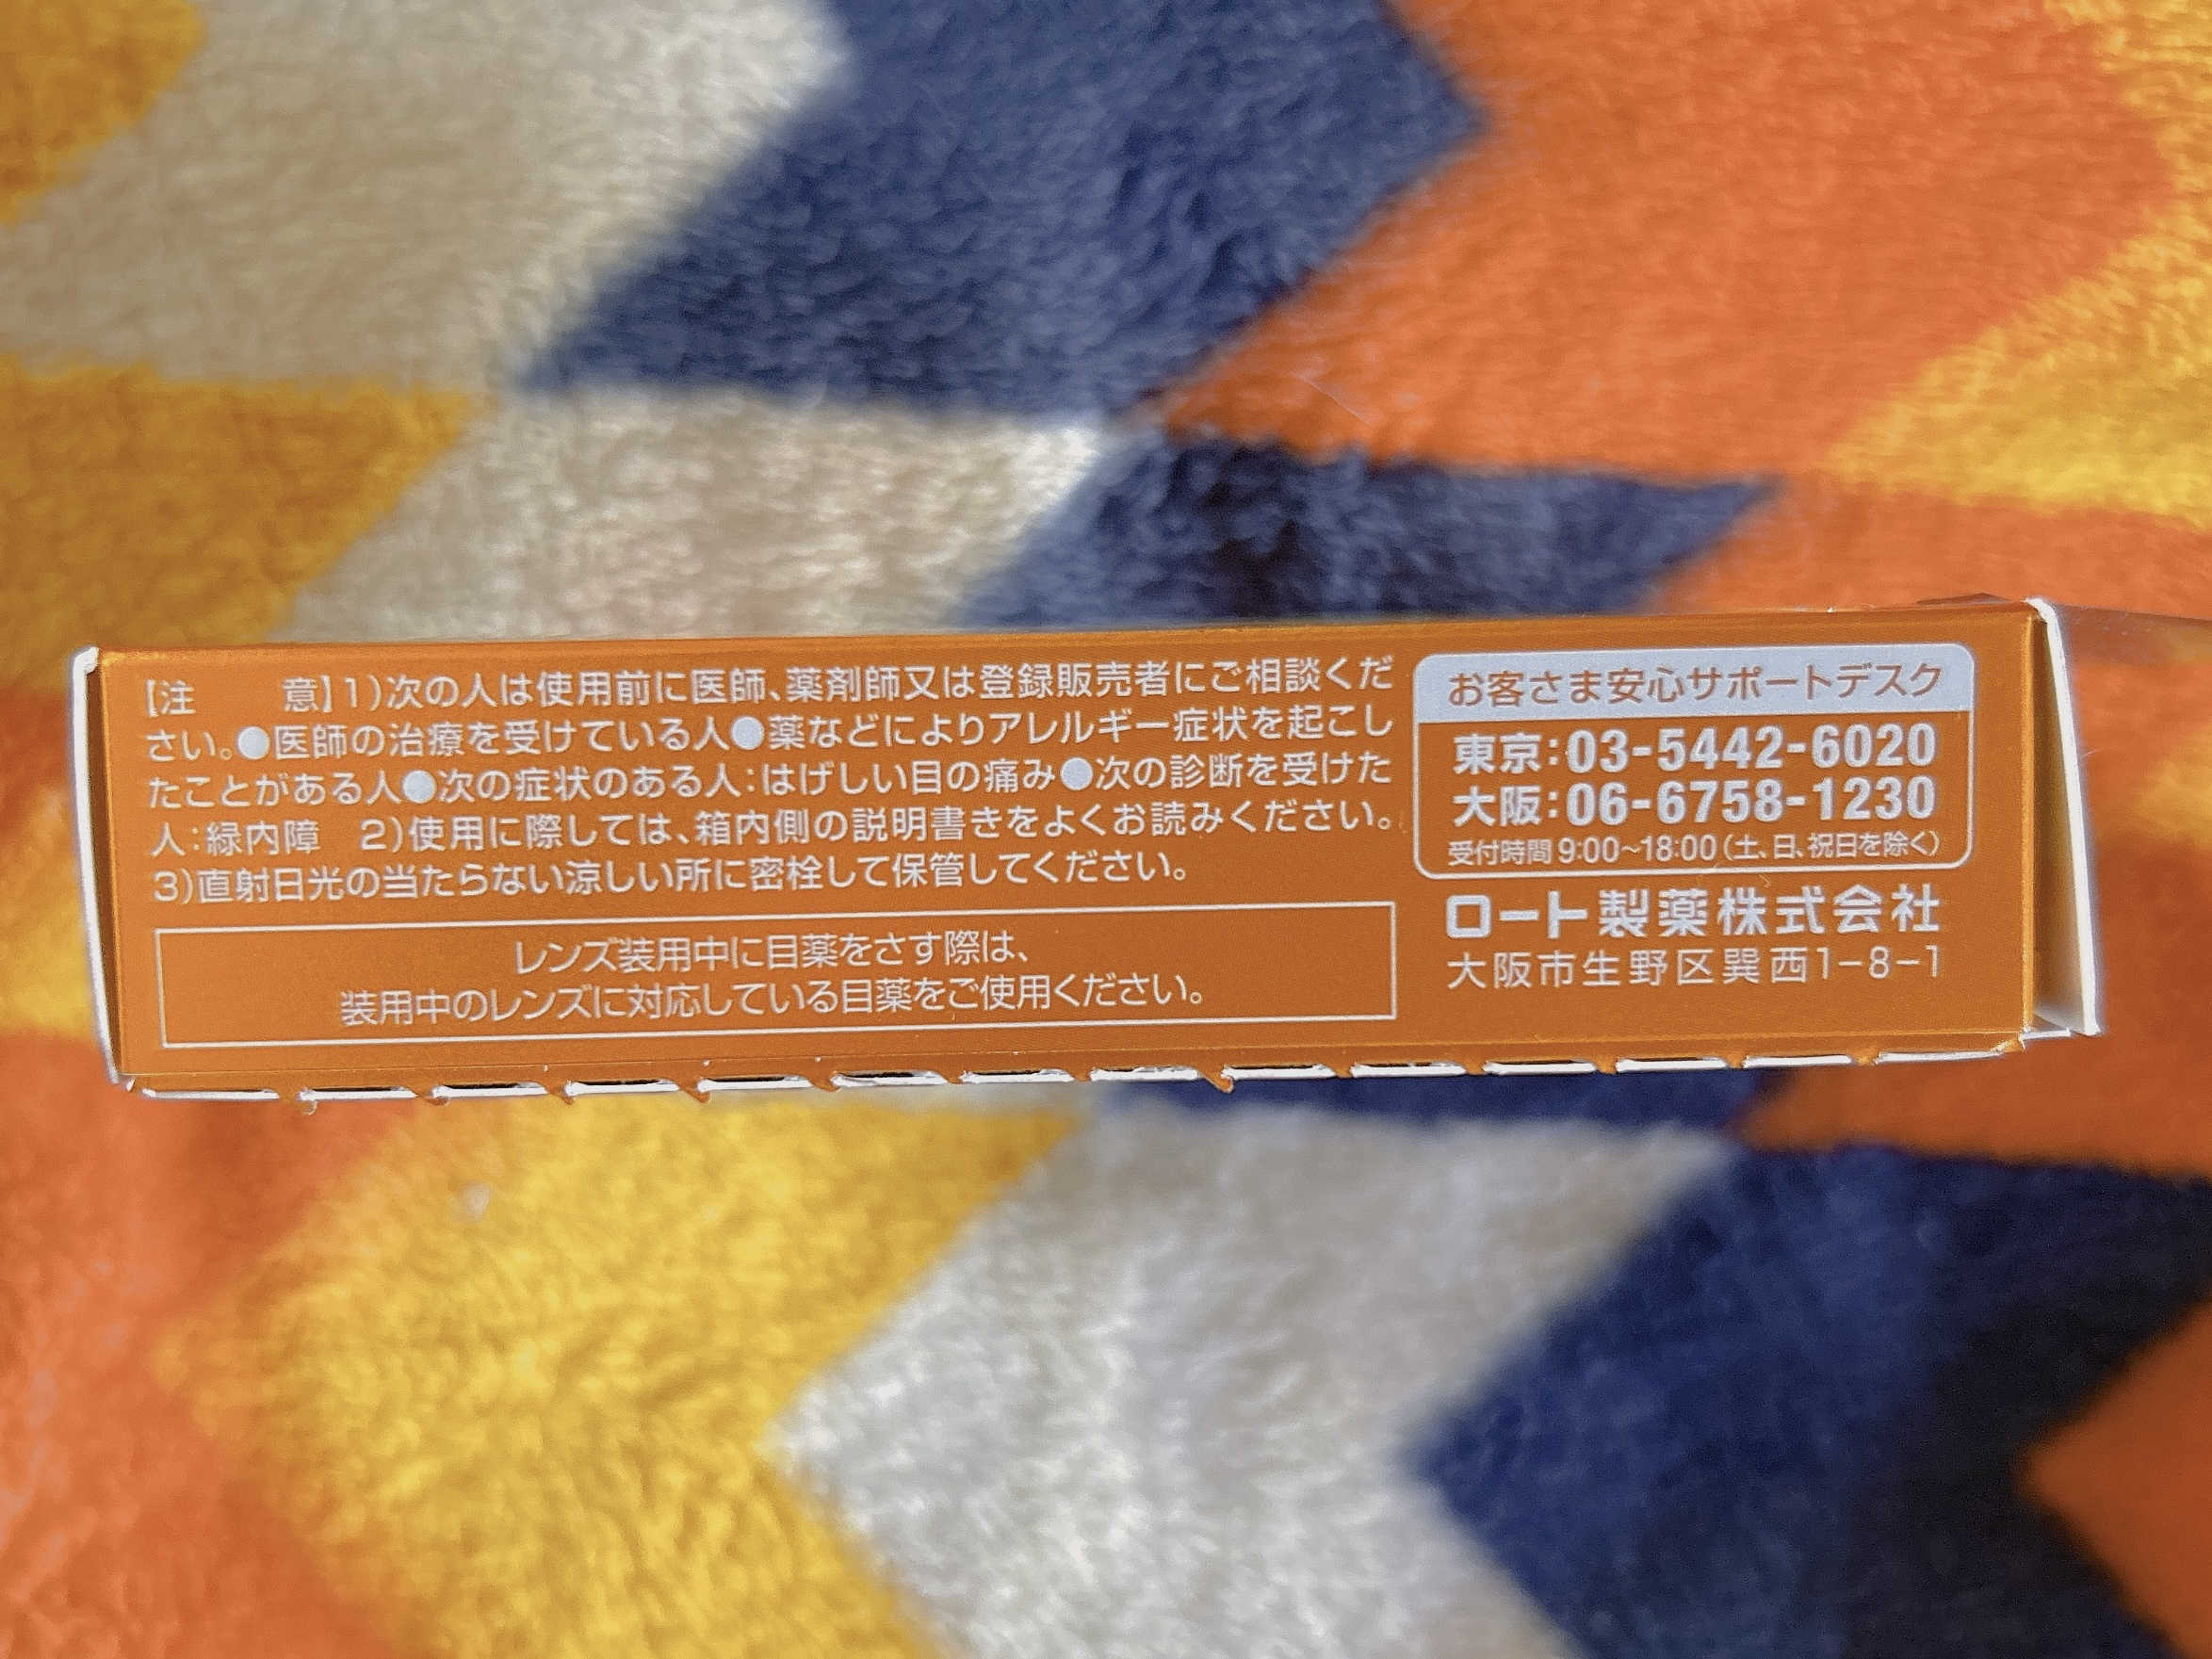 【注　意】1)次の人は使用前に医師、薬剤師又は登録販売者にご相談くだ
さい。●医師の治療を受けている人●薬などによりアレルギー症状を起こし
たことがある人●次の症状のある人：はげしい目の痛み●次の診断を受けた
人：緑内障　2)使用に際しては、箱内側の説明書きをよくお読みください。
3)直射日光の当たらない涼しい所に密栓して保管してください。
レンズ装用中に目薬をさす際は、
装用中のレンズに対応している目薬をご使用ください。
お客さま安心サポートデスク
東京：03-5442-6020
大阪：06-6758-1230
受付時間 9:00〜18:00（土、日、祝日を除く）
ロート製薬株式会社
大阪市生野区巽西1-8-1